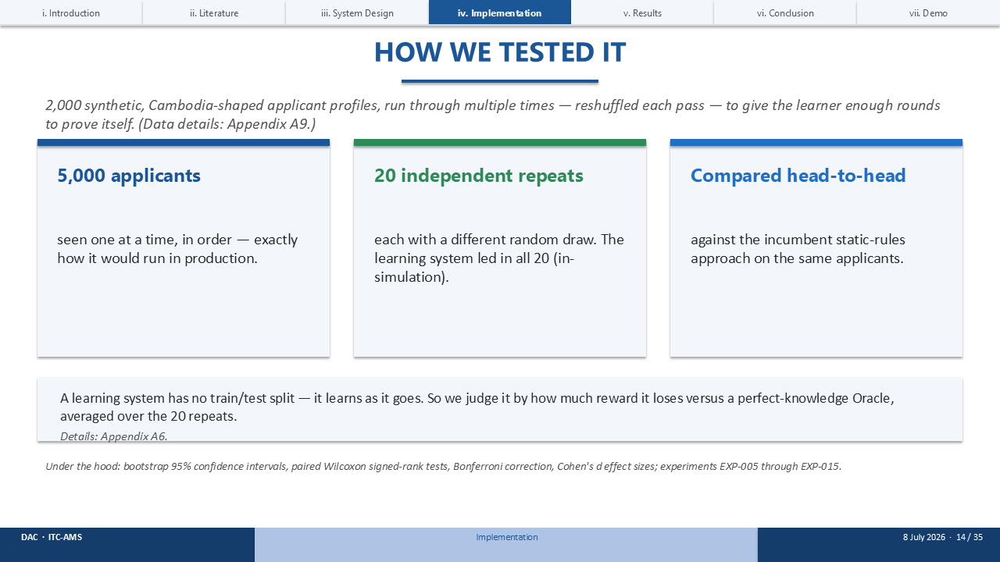 i. Introduction
ii. Literature
iii. System Design
iv. Implementation
v. Results
vi. Conclusion
vii. Demo
HOW WE TESTED IT
2,000 synthetic, Cambodia-shaped applicant profiles, run through multiple times — reshuffled each pass — to give the learner enough rounds
to prove itself. (Data details: Appendix A9.)
5,000 applicants
seen one at a time, in order — exactly
how it would run in production.
20 independent repeats
each with a different random draw. The
learning system led in all 20 (in-
simulation).
Compared head-to-head
against the incumbent static-rules
approach on the same applicants.
A learning system has no train/test split — it learns as it goes. So we judge it by how much reward it loses versus a perfect-knowledge Oracle,
averaged over the 20 repeats.
Details: Appendix A6.
Under the hood: bootstrap 95% confidence intervals, paired Wilcoxon signed-rank tests, Bonferroni correction, Cohen's d effect sizes; experiments EXP-005 through EXP-015.
DAC · ITC-AMS
Implementation
8 July 2026 · 14 / 35